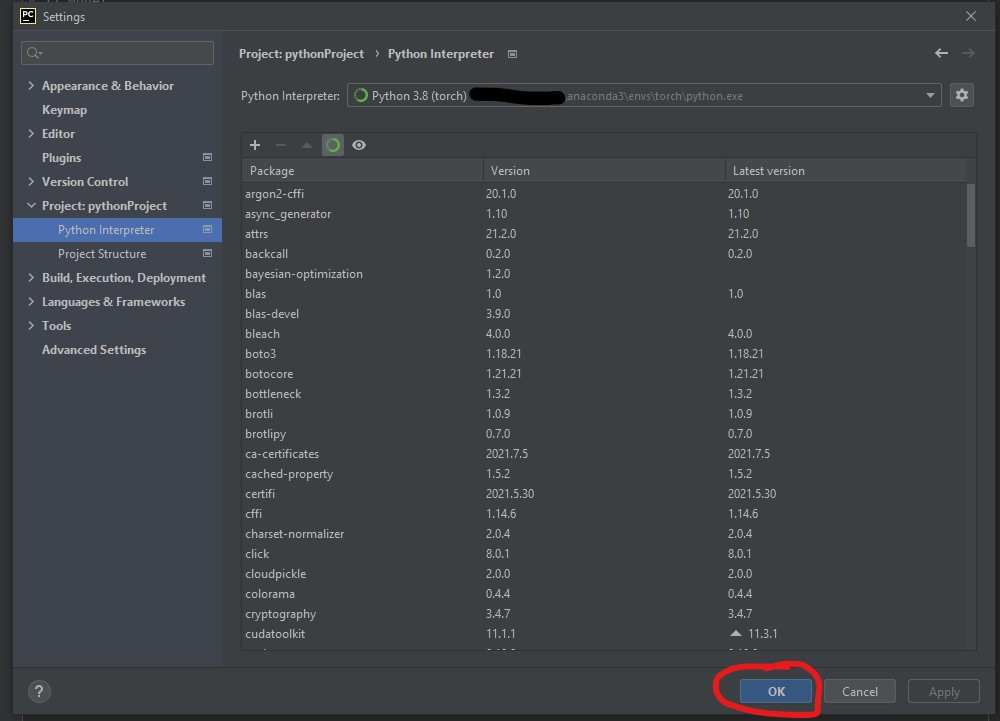 PC Settings
Project: pythonProject › Python Interpreter
Appearance & Behavior
Keymap
Editor
Plugins
Version Control
Project: pythonProject
Python Interpreter
Project Structure
Build, Execution, Deployment
Languages & Frameworks
Tools
Advanced Settings
Python Interpreter: Python 3.8 (torch) anaconda3\envs\torch\python.exe
Package Version Latest version
argon2-cffi 20.1.0 20.1.0
async_generator 1.10 1.10
attrs 21.2.0 21.2.0
backcall 0.2.0 0.2.0
bayesian-optimization 1.2.0
blas 1.0 1.0
blas-devel 3.9.0
bleach 4.0.0 4.0.0
boto3 1.18.21 1.18.21
botocore 1.21.21 1.21.21
bottleneck 1.3.2 1.3.2
brotli 1.0.9 1.0.9
brotlipy 0.7.0 0.7.0
ca-certificates 2021.7.5 2021.7.5
cached-property 1.5.2 1.5.2
certifi 2021.5.30 2021.5.30
cffi 1.14.6 1.14.6
charset-normalizer 2.0.4 2.0.4
click 8.0.1 8.0.1
cloudpickle 2.0.0 2.0.0
colorama 0.4.4 0.4.4
cryptography 3.4.7 3.4.7
cudatoolkit 11.1.1 11.3.1
? OK Cancel Apply